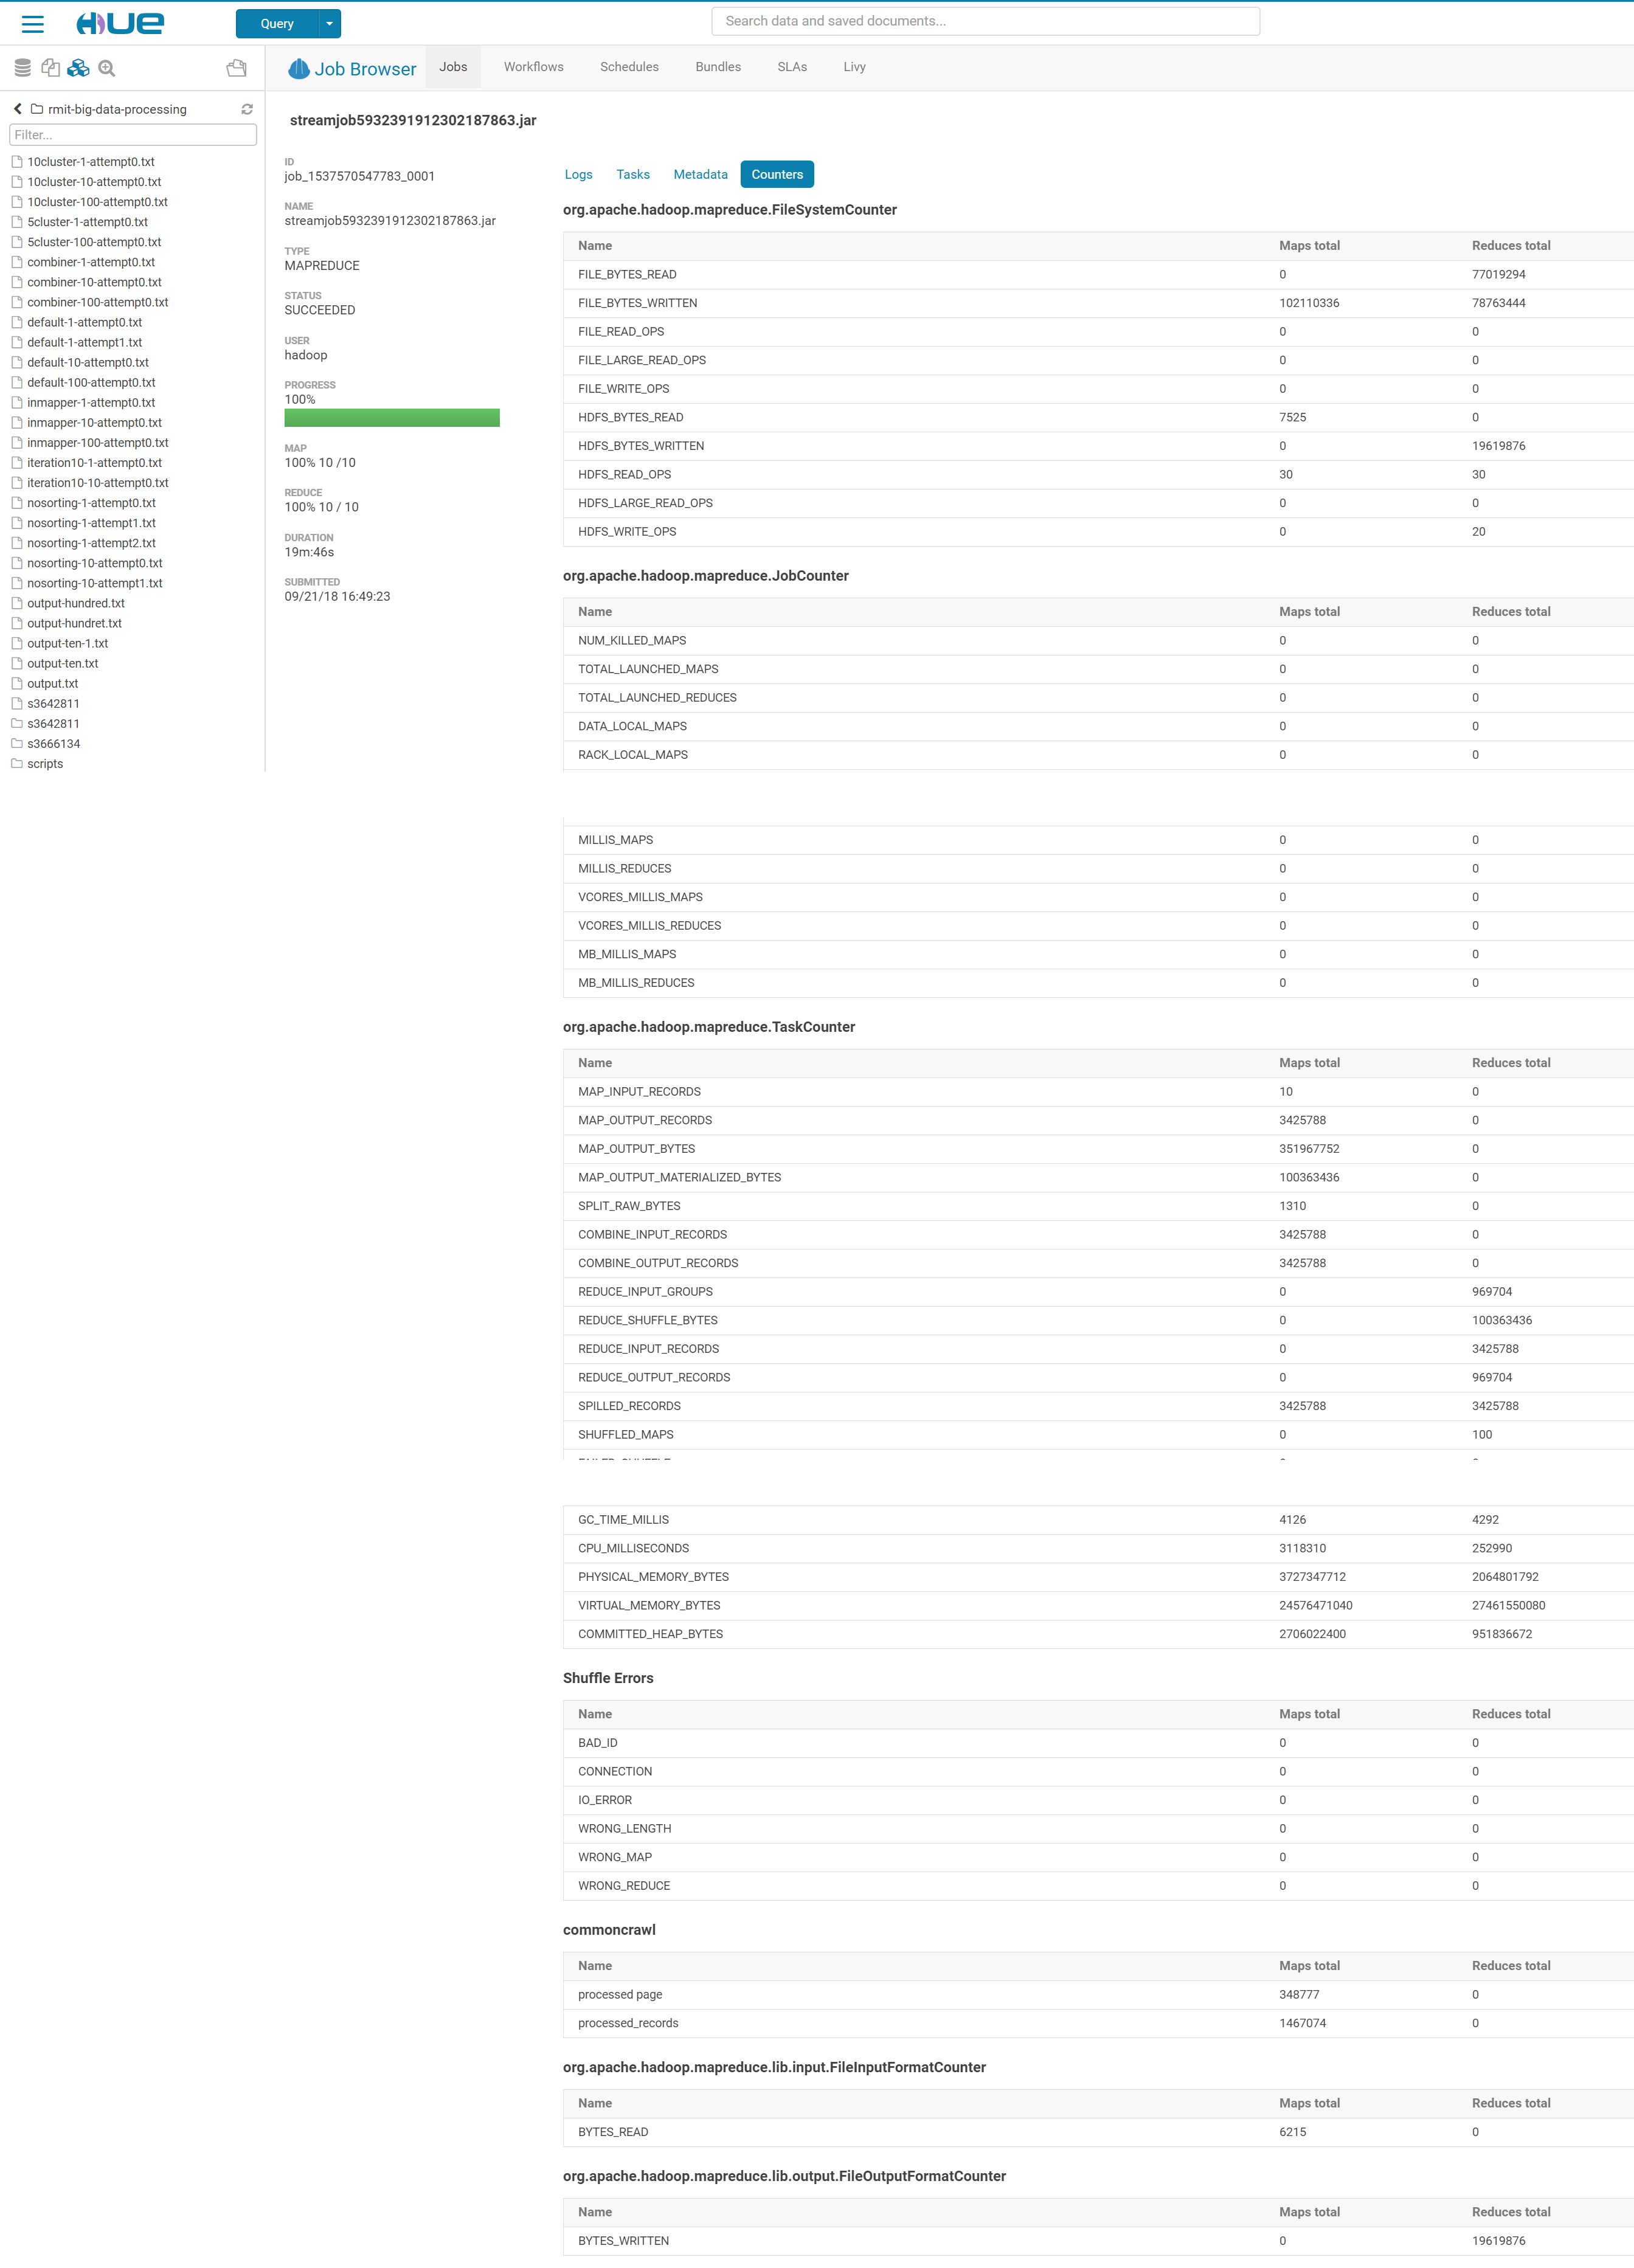 HUE
Query
Search data and saved documents...
Job Browser Jobs Workflows Schedules Bundles SLAs Livy
rmit-big-data-processing
Filter...
10cluster-1-attempt0.txt
10cluster-10-attempt0.txt
10cluster-100-attempt0.txt
5cluster-1-attempt0.txt
5cluster-100-attempt0.txt
combiner-1-attempt0.txt
combiner-10-attempt0.txt
combiner-100-attempt0.txt
default-1-attempt0.txt
default-1-attempt1.txt
default-10-attempt0.txt
default-100-attempt0.txt
inmapper-1-attempt0.txt
inmapper-10-attempt0.txt
inmapper-100-attempt0.txt
iteration10-1-attempt0.txt
iteration10-10-attempt0.txt
nosorting-1-attempt0.txt
nosorting-1-attempt1.txt
nosorting-1-attempt2.txt
nosorting-10-attempt0.txt
nosorting-10-attempt1.txt
output-hundred.txt
output-hundret.txt
output-ten-1.txt
output-ten.txt
output.txt
s3642811
s3642811
s3666134
scripts
streamjob5932391912302187863.jar
ID
job_1537570547783_0001
NAME
streamjob5932391912302187863.jar
TYPE
MAPREDUCE
STATUS
SUCCEEDED
USER
hadoop
PROGRESS
100%
MAP
100% 10 /10
REDUCE
100% 10 / 10
DURATION
19m:46s
SUBMITTED
09/21/18 16:49:23
Logs Tasks Metadata Counters
org.apache.hadoop.mapreduce.FileSystemCounter
Name Maps total Reduces total
FILE_BYTES_READ 0 77019294
FILE_BYTES_WRITTEN 102110336 78763444
FILE_READ_OPS 0 0
FILE_LARGE_READ_OPS 0 0
FILE_WRITE_OPS 0 0
HDFS_BYTES_READ 7525 0
HDFS_BYTES_WRITTEN 0 19619876
HDFS_READ_OPS 30 30
HDFS_LARGE_READ_OPS 0 0
HDFS_WRITE_OPS 0 20
org.apache.hadoop.mapreduce.JobCounter
Name Maps total Reduces total
NUM_KILLED_MAPS 0 0
TOTAL_LAUNCHED_MAPS 0 0
TOTAL_LAUNCHED_REDUCES 0 0
DATA_LOCAL_MAPS 0 0
RACK_LOCAL_MAPS 0 0
MILLIS_MAPS 0 0
MILLIS_REDUCES 0 0
VCORES_MILLIS_MAPS 0 0
VCORES_MILLIS_REDUCES 0 0
MB_MILLIS_MAPS 0 0
MB_MILLIS_REDUCES 0 0
org.apache.hadoop.mapreduce.TaskCounter
Name Maps total Reduces total
MAP_INPUT_RECORDS 10 0
MAP_OUTPUT_RECORDS 3425788 0
MAP_OUTPUT_BYTES 351967752 0
MAP_OUTPUT_MATERIALIZED_BYTES 100363436 0
SPLIT_RAW_BYTES 1310 0
COMBINE_INPUT_RECORDS 3425788 0
COMBINE_OUTPUT_RECORDS 3425788 0
REDUCE_INPUT_GROUPS 0 969704
REDUCE_SHUFFLE_BYTES 0 100363436
REDUCE_INPUT_RECORDS 0 3425788
REDUCE_OUTPUT_RECORDS 0 969704
SPILLED_RECORDS 3425788 3425788
SHUFFLED_MAPS 0 100
GC_TIME_MILLIS 4126 4292
CPU_MILLISECONDS 3118310 252990
PHYSICAL_MEMORY_BYTES 3727347712 2064801792
VIRTUAL_MEMORY_BYTES 24576471040 27461550080
COMMITTED_HEAP_BYTES 2706022400 951836672
Shuffle Errors
Name Maps total Reduces total
BAD_ID 0 0
CONNECTION 0 0
IO_ERROR 0 0
WRONG_LENGTH 0 0
WRONG_MAP 0 0
WRONG_REDUCE 0 0
commoncrawl
Name Maps total Reduces total
processed page 348777 0
processed_records 1467074 0
org.apache.hadoop.mapreduce.lib.input.FileInputFormatCounter
Name Maps total Reduces total
BYTES_READ 6215 0
org.apache.hadoop.mapreduce.lib.output.FileOutputFormatCounter
Name Maps total Reduces total
BYTES_WRITTEN 0 19619876